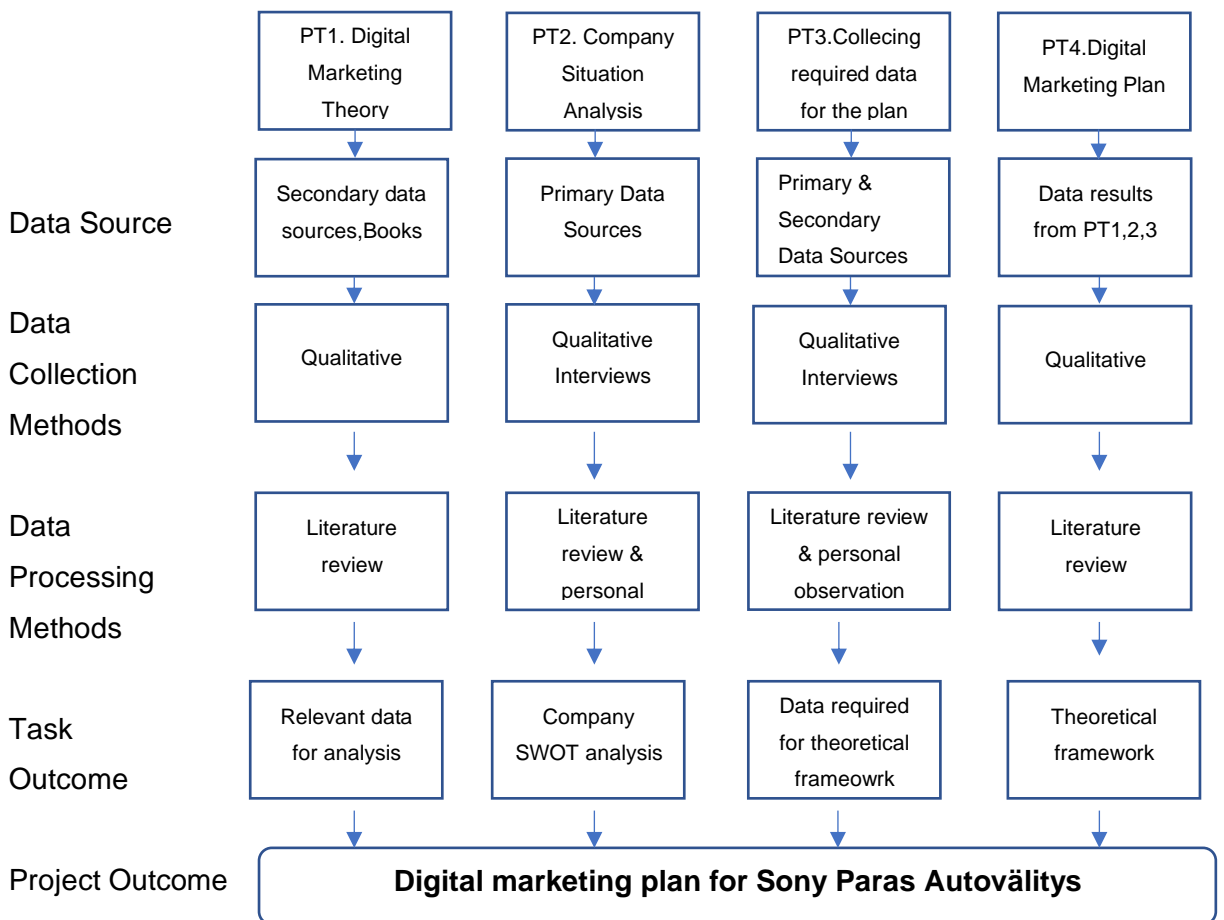 PT1. Digital
Marketing
Theory
PT2. Company
Situation
Analysis
PT3.Collecing
required data
for the plan
PT4.Digital
Marketing Plan
Data Source
Secondary data
sources,Books
Primary Data
Sources
Primary &
Secondary
Data Sources
Data results
from PT1,2,3
Data
Collection
Methods
Qualitative
Qualitative
Interviews
Qualitative
Interviews
Qualitative
Data
Processing
Methods
Literature
review
Literature
review &
personal
Literature review
& personal
observation
Literature
review
Task
Outcome
Relevant data
for analysis
Company
SWOT analysis
Data required
for theoretical
frameowrk
Theoretical
framework
Project Outcome
Digital marketing plan for Sony Paras Autovälitys